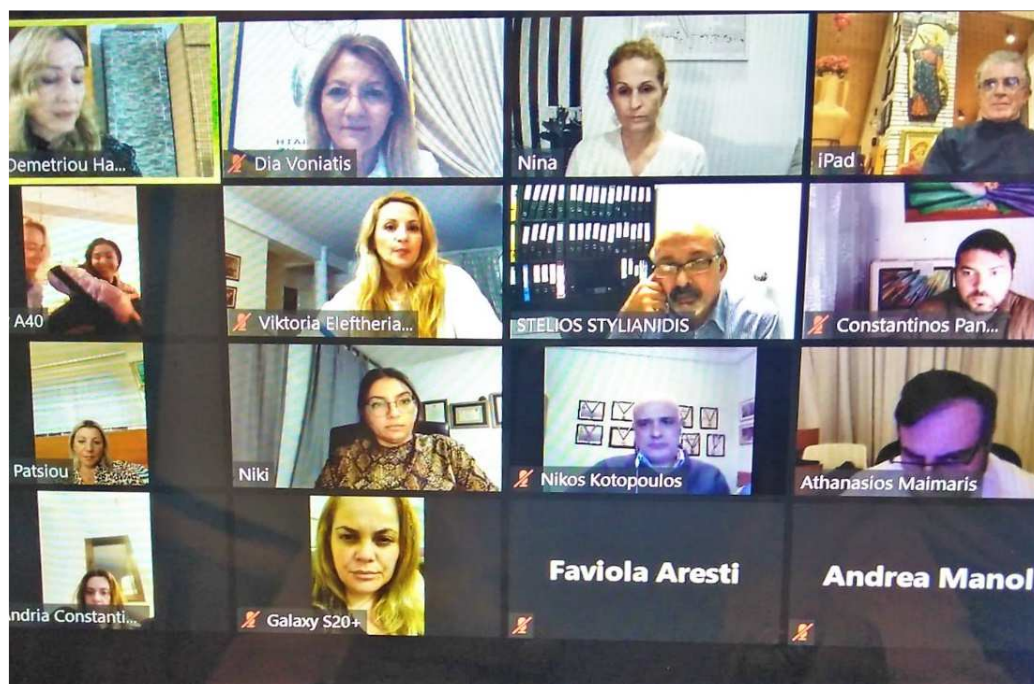 Demetriou Ha...
Dia Voniatis
Nina
iPad
A40
Viktoria Eleftheria...
STELIOS STYLIANIDIS
Constantinos Pan...
Patsiou
Niki
Nikos Kotopoulos
Athanasios Maimaris
Andria Constanti...
Galaxy S20+
Faviola Aresti
Andrea Manol